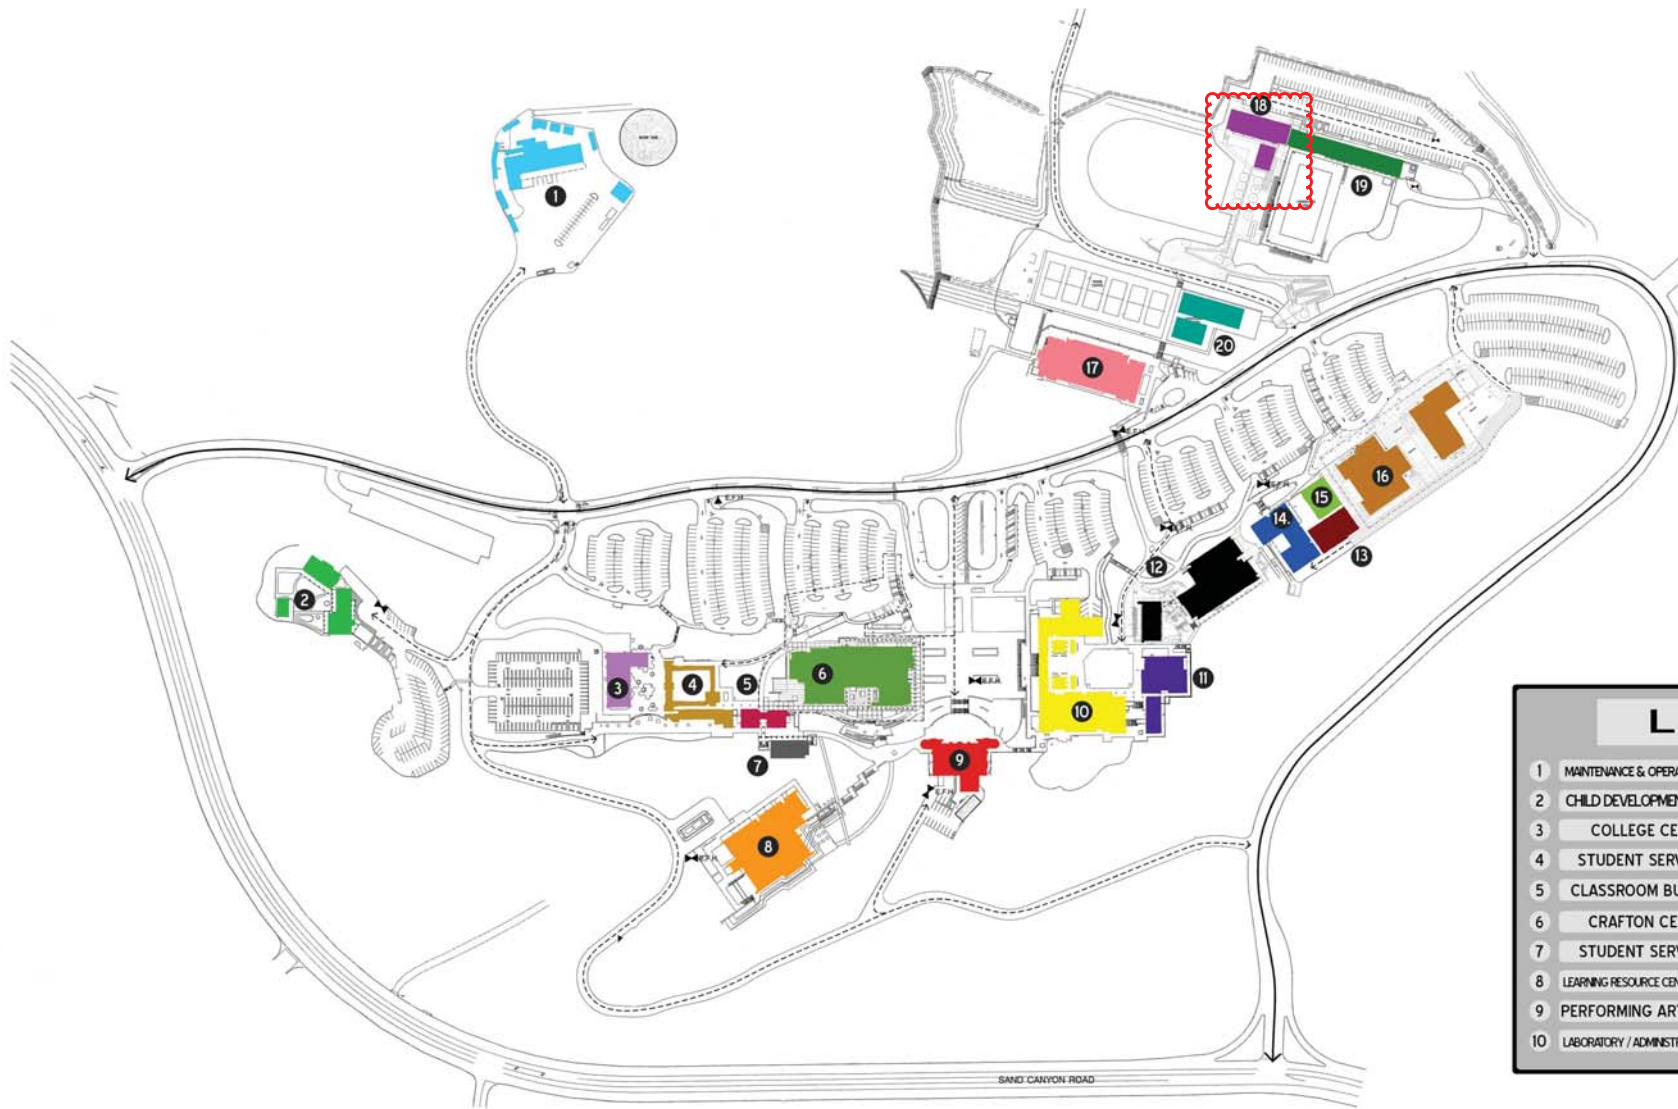 18
1
19
20
17
E.F.H.
16
15
E.F.H.
E.F.H.
14.
13
12
2
6
11
3
4
5
E.F.H.
10
9
7
E.F.H.
8
E.F.H.
SAND CANYON ROAD
L
1 MAINTENANCE & OPERA
2 CHILD DEVELOPMEN
3 COLLEGE CE
4 STUDENT SER
5 CLASSROOM BU
6 CRAFTON CE
7 STUDENT SER
8 LEARNING RESOURCE CEN
9 PERFORMING AR
10 LABORATORY / ADMINIST